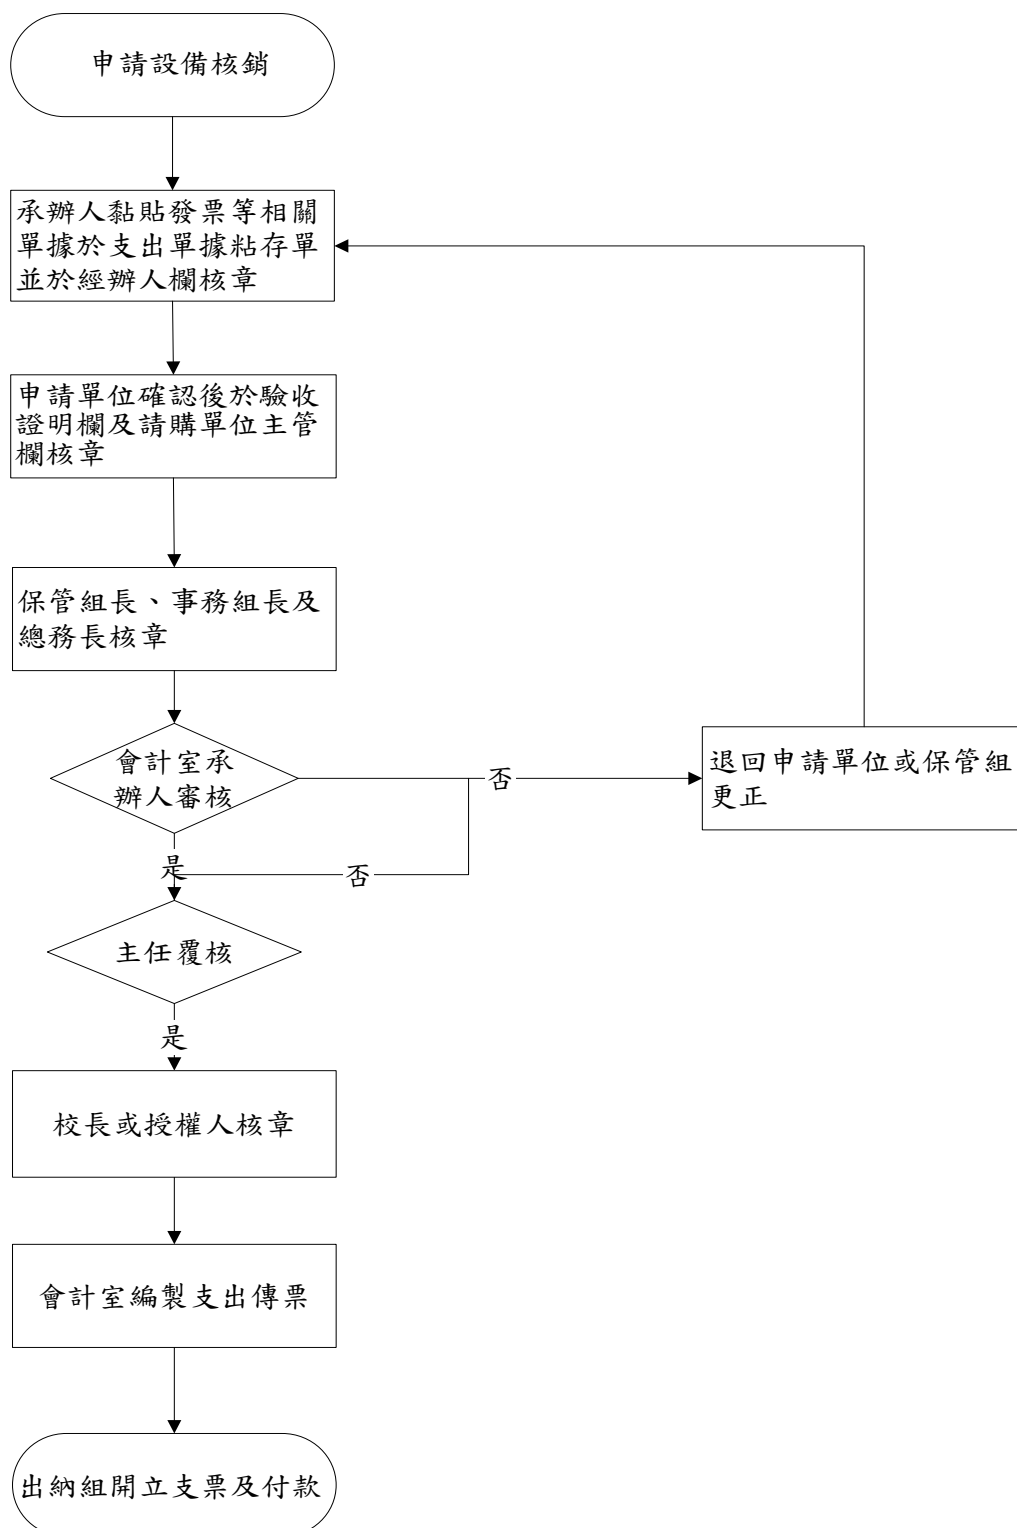 申請設備核銷
承辦人黏貼發票等相關
單據於支出單據粘存單
並於經辦人欄核章
申請單位確認後於驗收
證明欄及請購單位主管
欄核章
保管組長、事務組長及
總務長核章
會計室承
辦人審核
否
退回申請單位或保管組
更正
是
否
主任覆核
是
校長或授權人核章
會計室編製支出傳票
出納組開立支票及付款